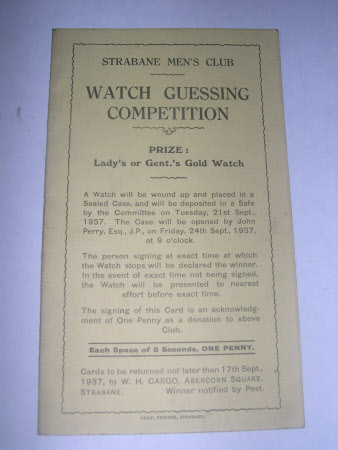 STRABANE MEN'S CLUB
WATCH GUESSING
COMPETITION
PRIZE:
Lady's or Gent.'s Gold Watch
A Watch will be wound up and placed in a
Sealed Case, and will be deposited in a Safe
by the Committee on Tuesday, 21st Sept.,
1937. The Case will be opened by John
Perry, Esq., J.P., on Friday, 24th Sept., 1937,
at 9 o'clock.
The person signing at exact time at which
the Watch stops will be declared the winner.
In the event of exact time not being signed,
the Watch will be presented to nearest
effort before exact time.
The signing of this Card is an acknowledg-
ment of One Penny as a donation to above
Club.
Each Space of 5 Seconds, ONE PENNY.
Cards to be returned not later than 17th Sept.,
1937, to W. H. CARGO, ABERCORN SQUARE,
STRABANE. Winner notified by Post.
PRINTER, STRABANE.